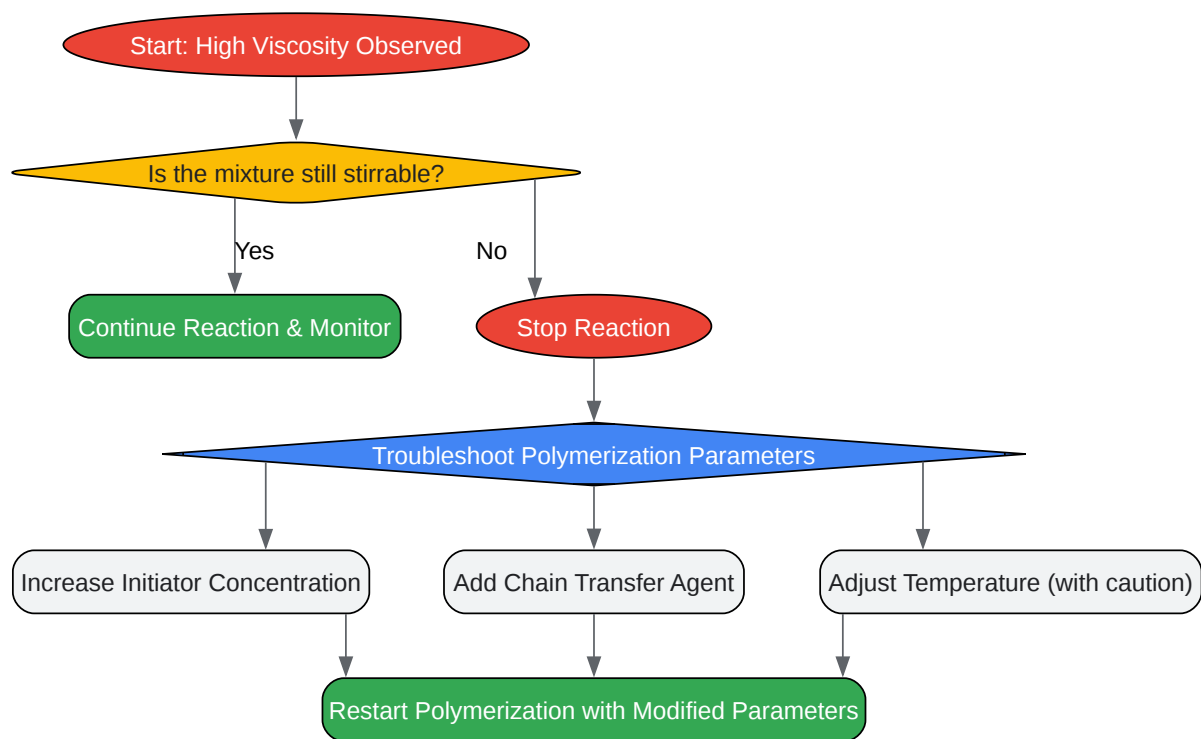 Start: High Viscosity Observed
Is the mixture still stirrable?
Yes
No
Continue Reaction & Monitor
Stop Reaction
Troubleshoot Polymerization Parameters
Increase Initiator Concentration
Add Chain Transfer Agent
Adjust Temperature (with caution)
Restart Polymerization with Modified Parameters